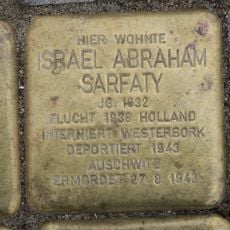 HIER WOHNTE
ISRAEL ABRAHAM
SARFATY
JG. 1932
FLUCHT 1938 HOLLAND
INTERNIERT WESTERBORK
DEPORTIERT 1943
AUSCHWITZ
ERMORDET 27.8.1943